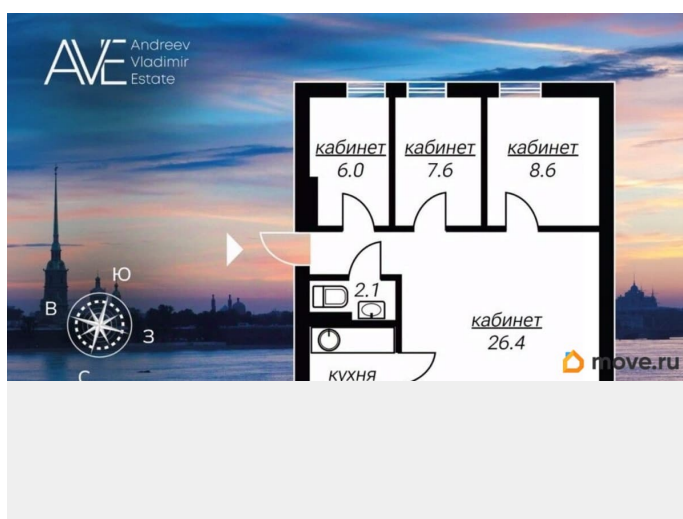 AVE Andreev
Vladimir
Estate
кабинет
6.0
кабинет
7.6
кабинет
8.6
Ю
В
З
С
2.1
кабинет
26.4
move.ru
кухня